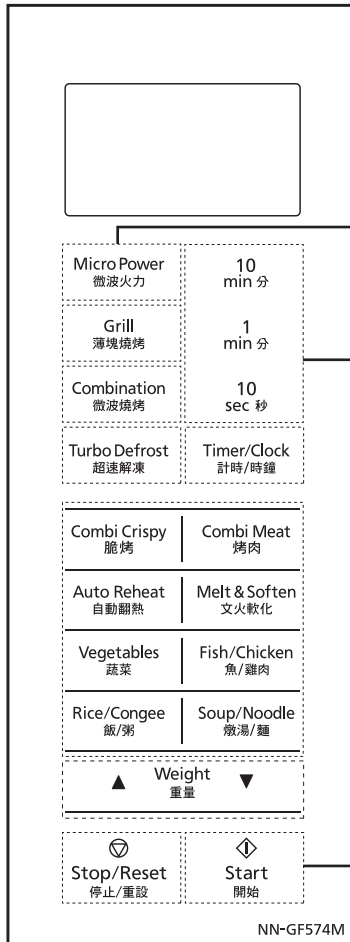 Micro Power
微波火力
10
min 分
Grill
薄塊燒烤
1
min 分
Combination
微波燒烤
10
sec 秒
Turbo Defrost
超速解凍
Timer/Clock
計時/時鐘
Combi Crispy
脆烤
Combi Meat
烤肉
Auto Reheat
自動翻熱
Melt & Soften
文火軟化
Vegetables
蔬菜
Fish/Chicken
魚/雞肉
Rice/Congee
飯/粥
Soup/Noodle
燉湯/麵
▲ Weight ▼
重量
Stop/Reset
停止/重設
Start
開始
NN-GF574M